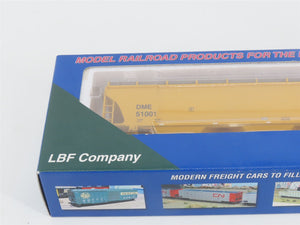 MODEL RAILROAD PRODUCTS FOR THE
DME
51001
LBF Company
MODERN FREIGHT CARS TO FILL
CN